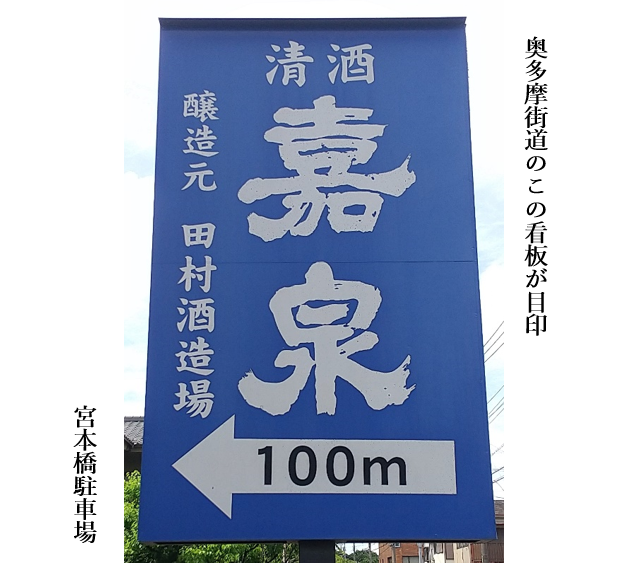 奥多摩街道のこの看板が目印
清酒
嘉泉
醸造元 田村酒造場
100m
宮本橋駐車場